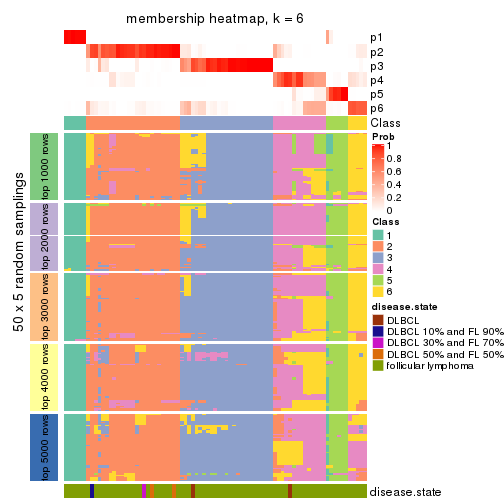 membership heatmap, k = 6
p1
p2
p3
p4
p5
p6
Class
50 x 5 random samplings
top 1000 rows
top 2000 rows
top 3000 rows
top 4000 rows
top 5000 rows
Prob
1
0.8
0.6
0.4
0.2
0
Class
1
2
3
4
5
6
disease.state
DLBCL
DLBCL 10% and FL 90%
DLBCL 30% and FL 70%
DLBCL 50% and FL 50%
follicular lymphoma
disease.state